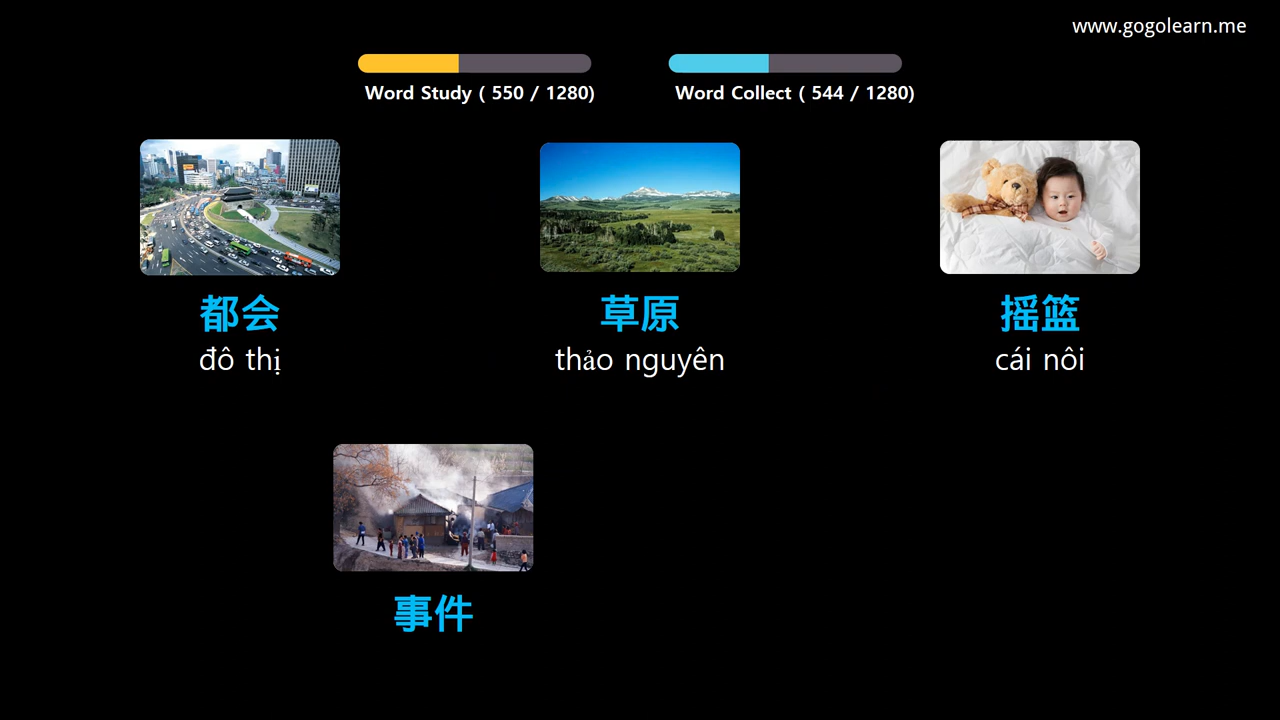 www.gogolearn.me
Word Study ( 550 / 1280)
Word Collect ( 544 / 1280)
都会
đô thị
草原
thảo nguyên
摇篮
cái nôi
事件